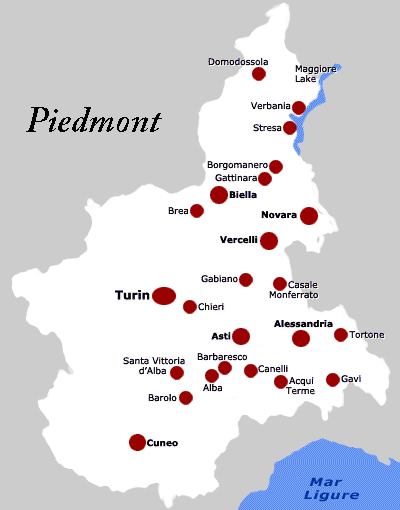 Domodossola
Maggiore
Lake
Piedmont
Verbania
Stresa
Borgomanero
Gattinara
Biella
Brea
Novara
Vercelli
Gabiano
Casale
Monferrato
Turin
Chieri
Alessandria
Asti
Tortone
Barbaresco
Santa Vittoria
d'Alba
Canelli
Alba
Acqui
Terme
Gavi
Barolo
Cuneo
Mar
Ligure